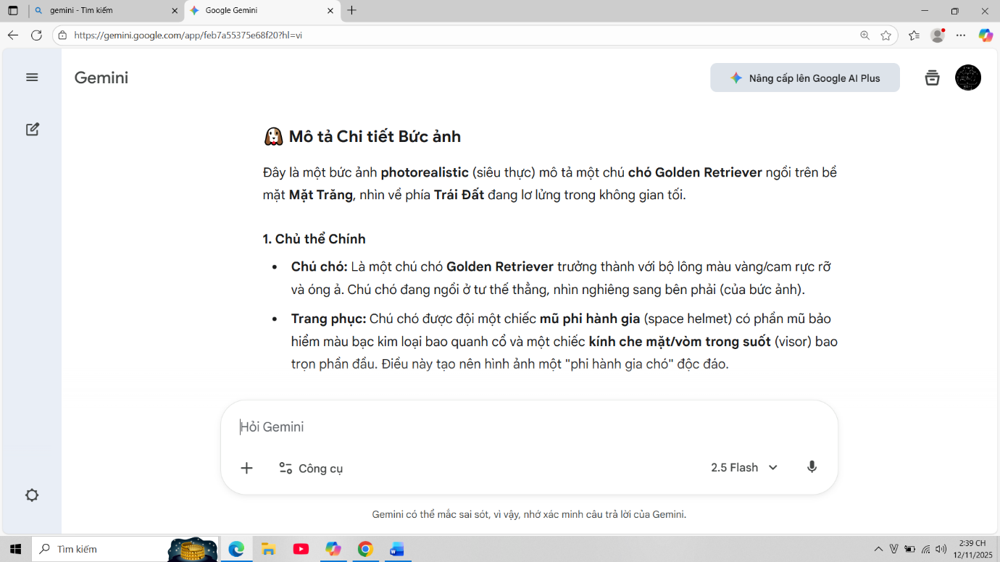 gemini - Tìm kiếm
Google Gemini
https://gemini.google.com/app/feb7a55375e68f20?hl=vi
Gemini
Nâng cấp lên Google AI Plus
Mô tả Chi tiết Bức ảnh
Đây là một bức ảnh photorealistic (siêu thực) mô tả một chú chó Golden Retriever ngồi trên bề
mặt Mặt Trăng, nhìn về phía Trái Đất đang lơ lửng trong không gian tối.
1. Chủ thể Chính
Chú chó: Là một chú chó Golden Retriever trưởng thành với bộ lông màu vàng/cam rực rỡ
và óng ả. Chú chó đang ngồi ở tư thế thẳng, nhìn nghiêng sang bên phải (của bức ảnh).
Trang phục: Chú chó được đội một chiếc mũ phi hành gia (space helmet) có phần mũ bảo
hiểm màu bạc kim loại bao quanh cổ và một chiếc kính che mặt/vòm trong suốt (visor) bao
trọn phần đầu. Điều này tạo nên hình ảnh một "phi hành gia chó" độc đáo.
Hỏi Gemini
Công cụ
2.5 Flash
Gemini có thể mắc sai sót, vì vậy, nhớ xác minh câu trả lời của Gemini.
Tìm kiếm
2:39 CH
12/11/2025